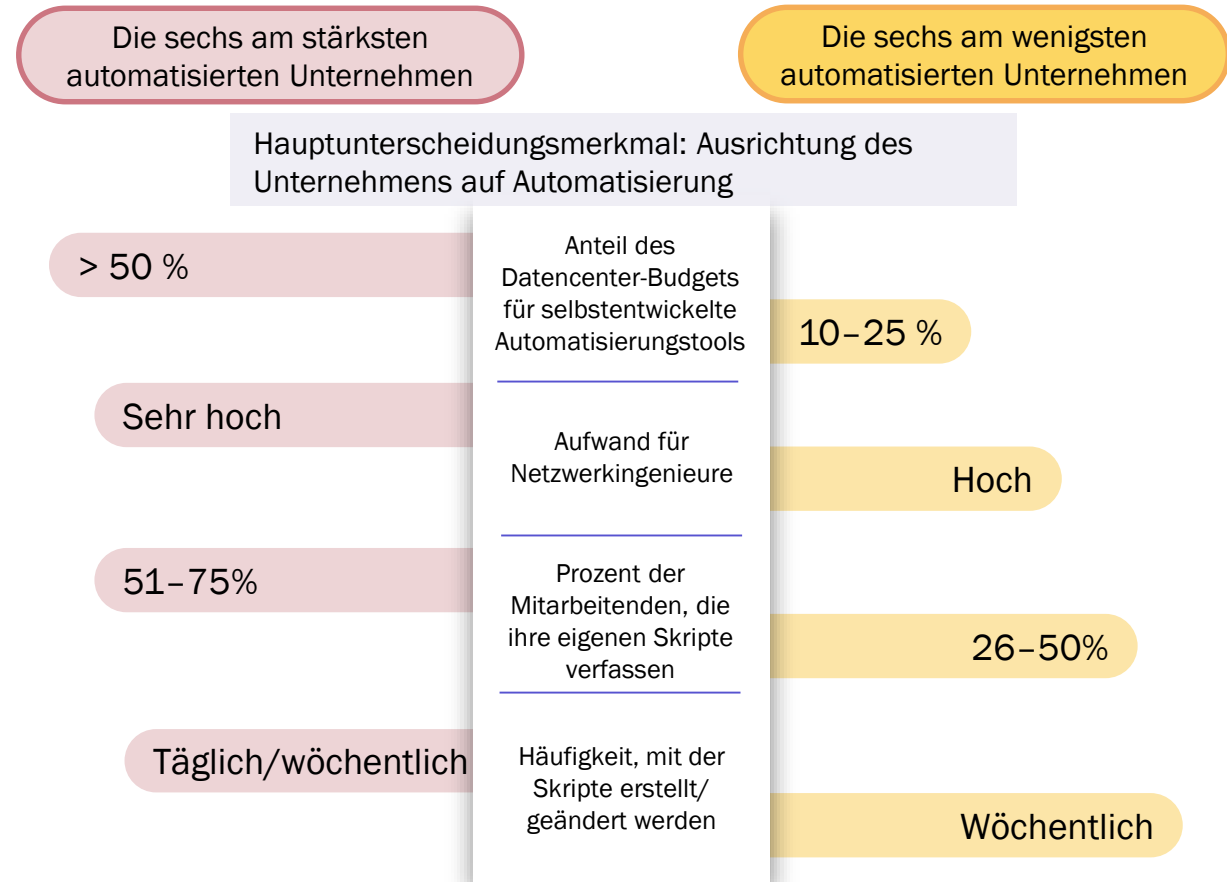 Die sechs am stärksten
automatisierten Unternehmen
Die sechs am wenigsten
automatisierten Unternehmen
Hauptunterscheidungsmerkmal: Ausrichtung des
Unternehmens auf Automatisierung
> 50 %
Anteil des
Datencenter-Budgets
für selbstentwickelte
Automatisierungstools
10–25 %
Sehr hoch
Aufwand für
Netzwerkingenieure
Hoch
51–75%
Prozent der
Mitarbeitenden, die
ihre eigenen Skripte
verfassen
26–50%
Täglich/wöchentlich
Häufigkeit, mit der
Skripte erstellt/
geändert werden
Wöchentlich